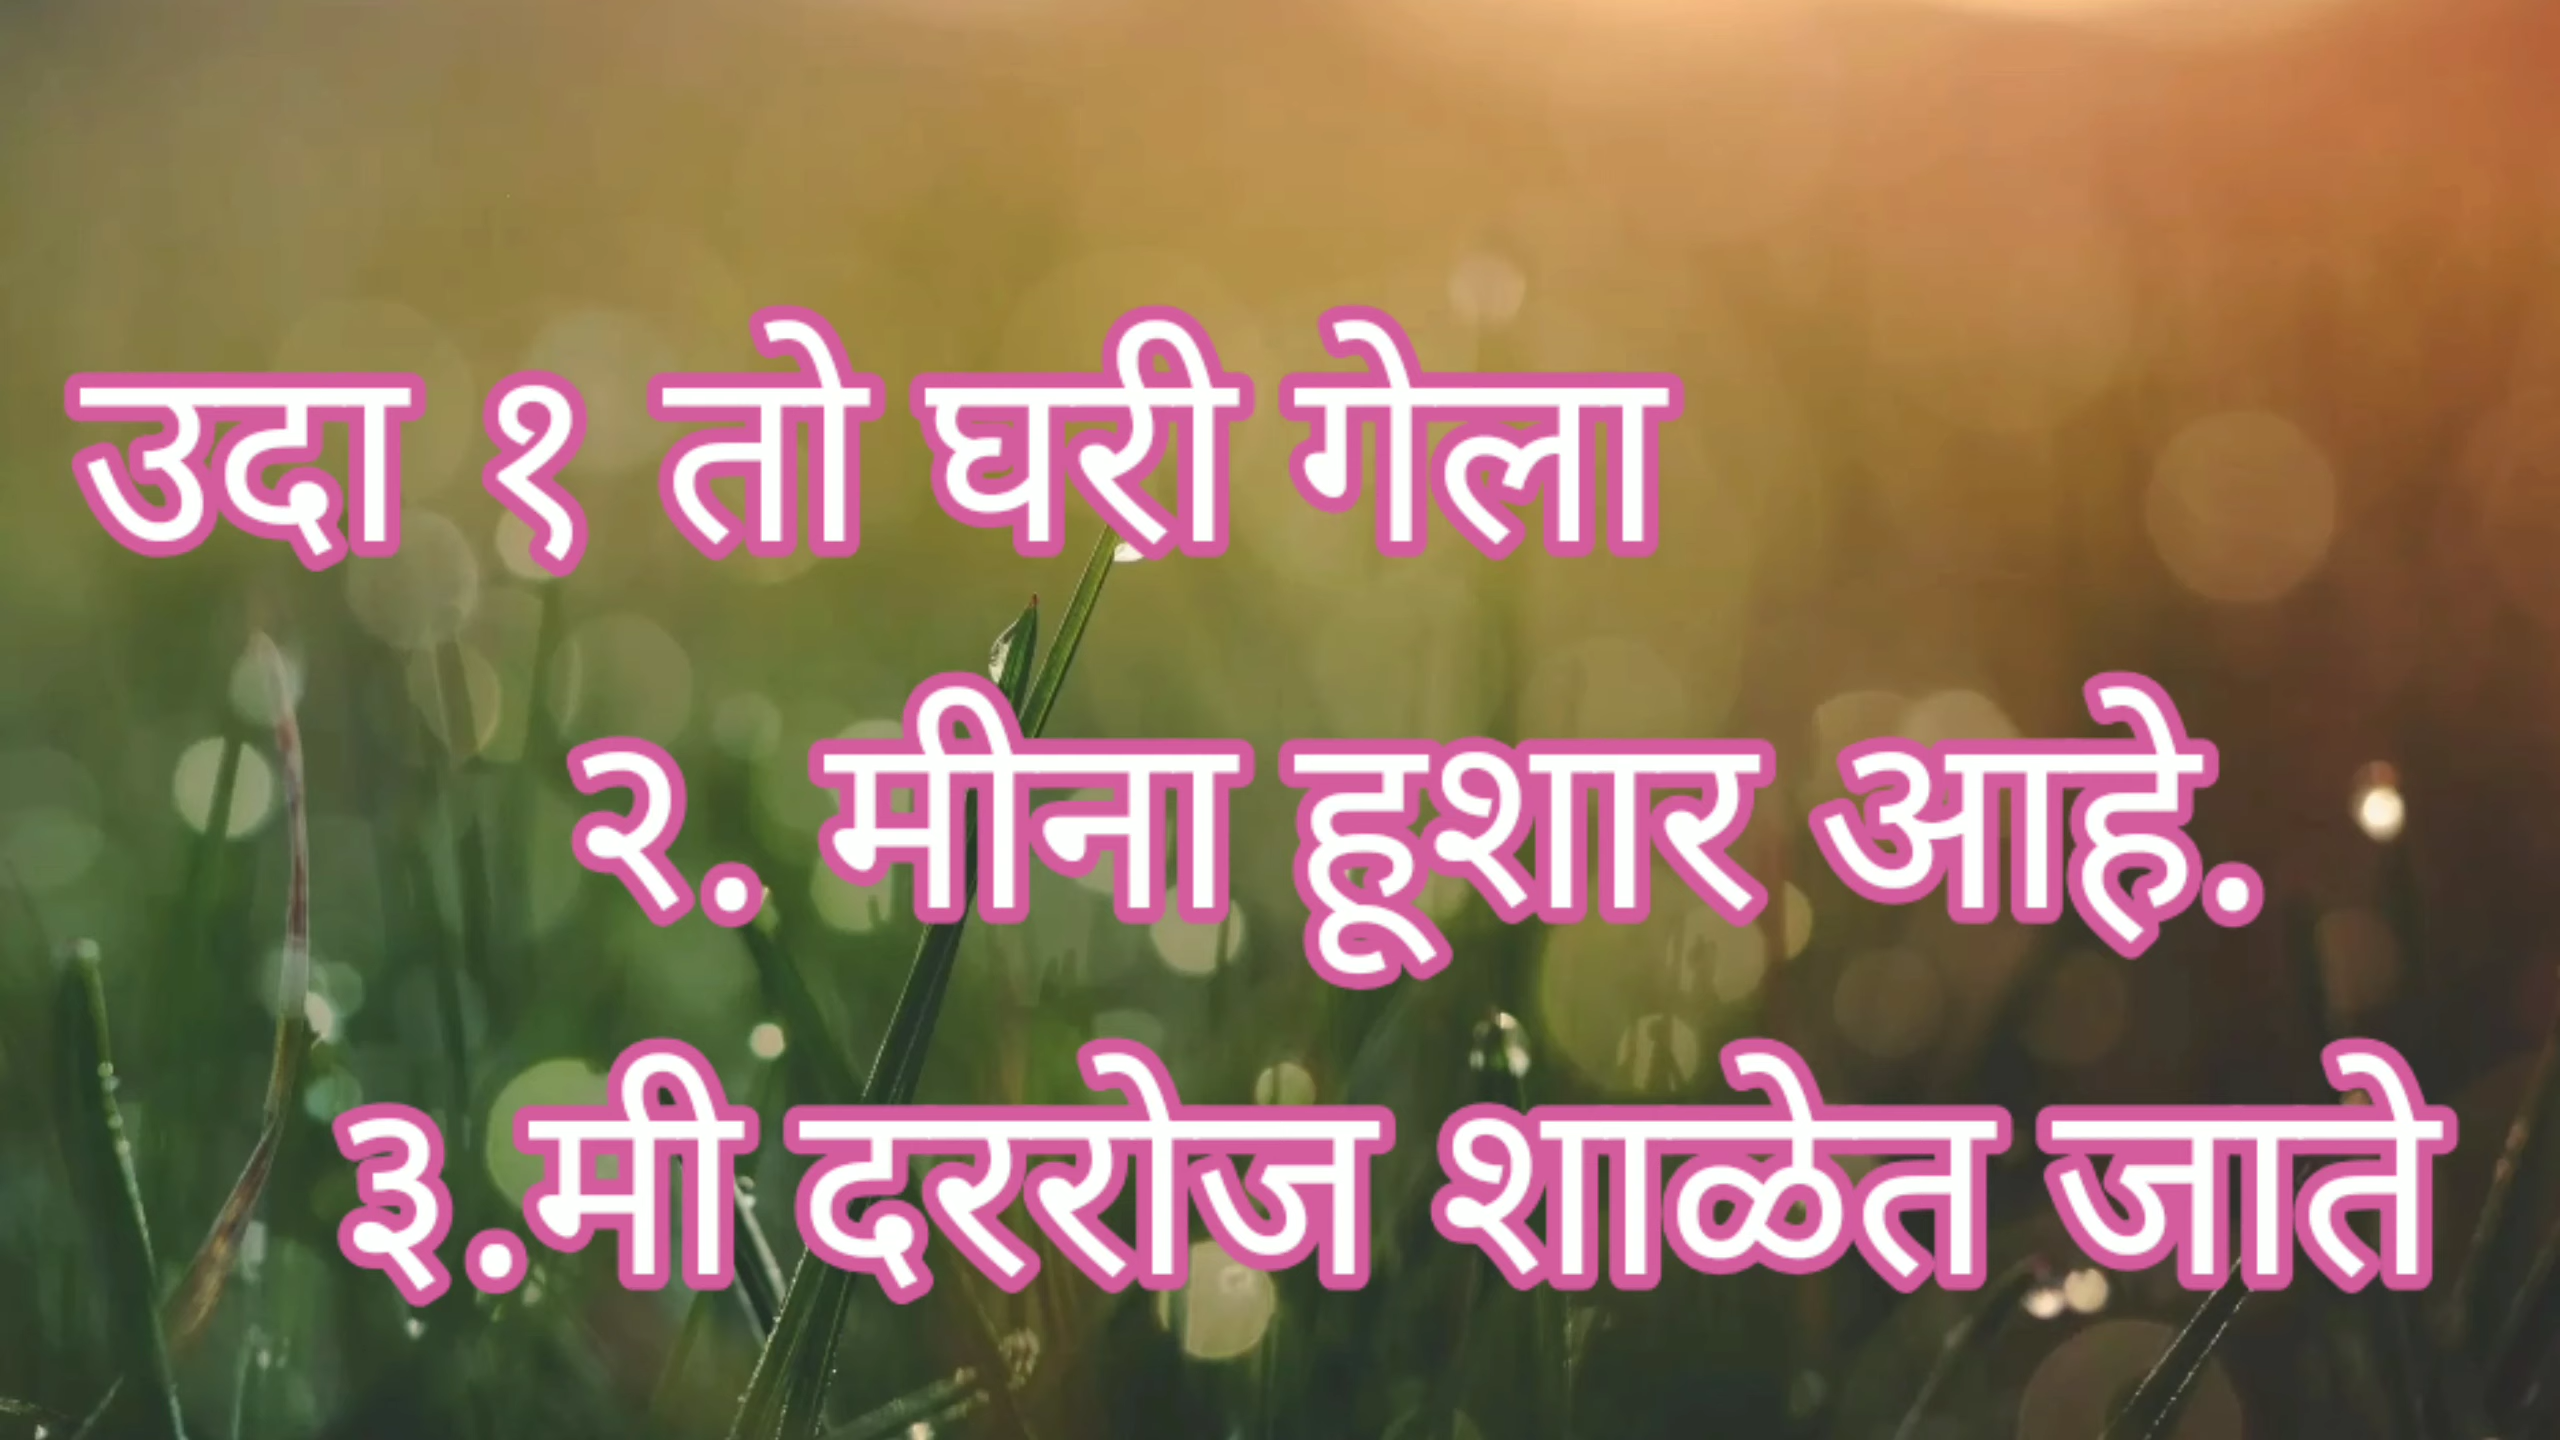 उदा १ तो घरी गेला
२. मीना हूशार आहे.
३.मी दररोज शाळेत जाते